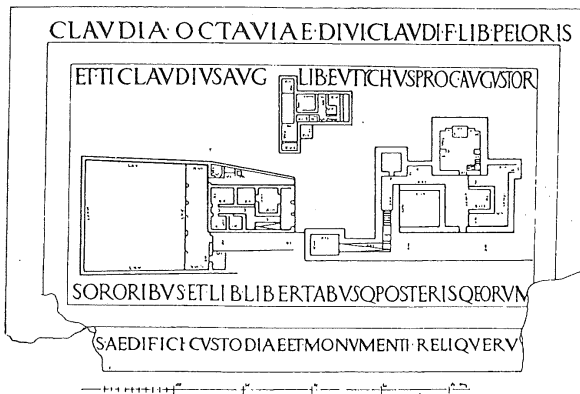 CLAVDIA· OCTAVIAE·DIVI CLAVDI·F·LIB·PELORIS
ET·TI CLAVDIVS AVG LIB·EVTYCHVS PROC·AVGVSTOR
SORORIBVS·ET·LIB·LIBERTABVSQ POSTERISQ EORVM
S AEDIFICI·CVSTODIAE ET MONVMENTI·RELIQVERV